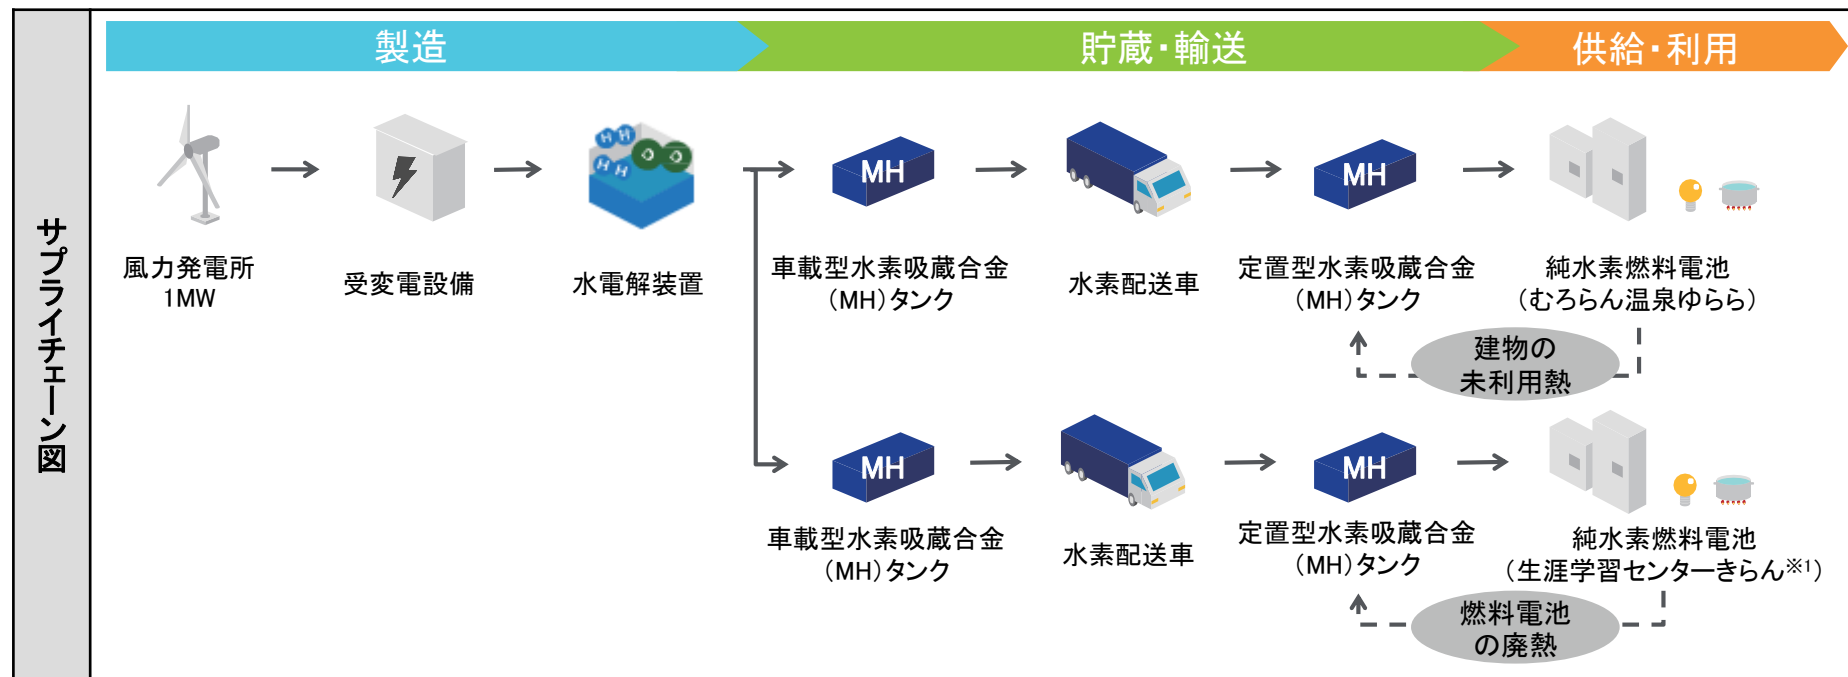 サプライチェーン図
製造
貯蔵・輸送
供給・利用
H
H
H
H
O
O
MH
MH
風力発電所
1MW
受変電設備
水電解装置
車載型水素吸蔵合金
（MH）タンク
水素配送車
定置型水素吸蔵合金
（MH）タンク
純水素燃料電池
（むろらん温泉ゆらら）
建物の
未利用熱
MH
MH
車載型水素吸蔵合金
（MH）タンク
水素配送車
定置型水素吸蔵合金
（MH）タンク
純水素燃料電池
（生涯学習センターきらん※1）
燃料電池
の廃熱